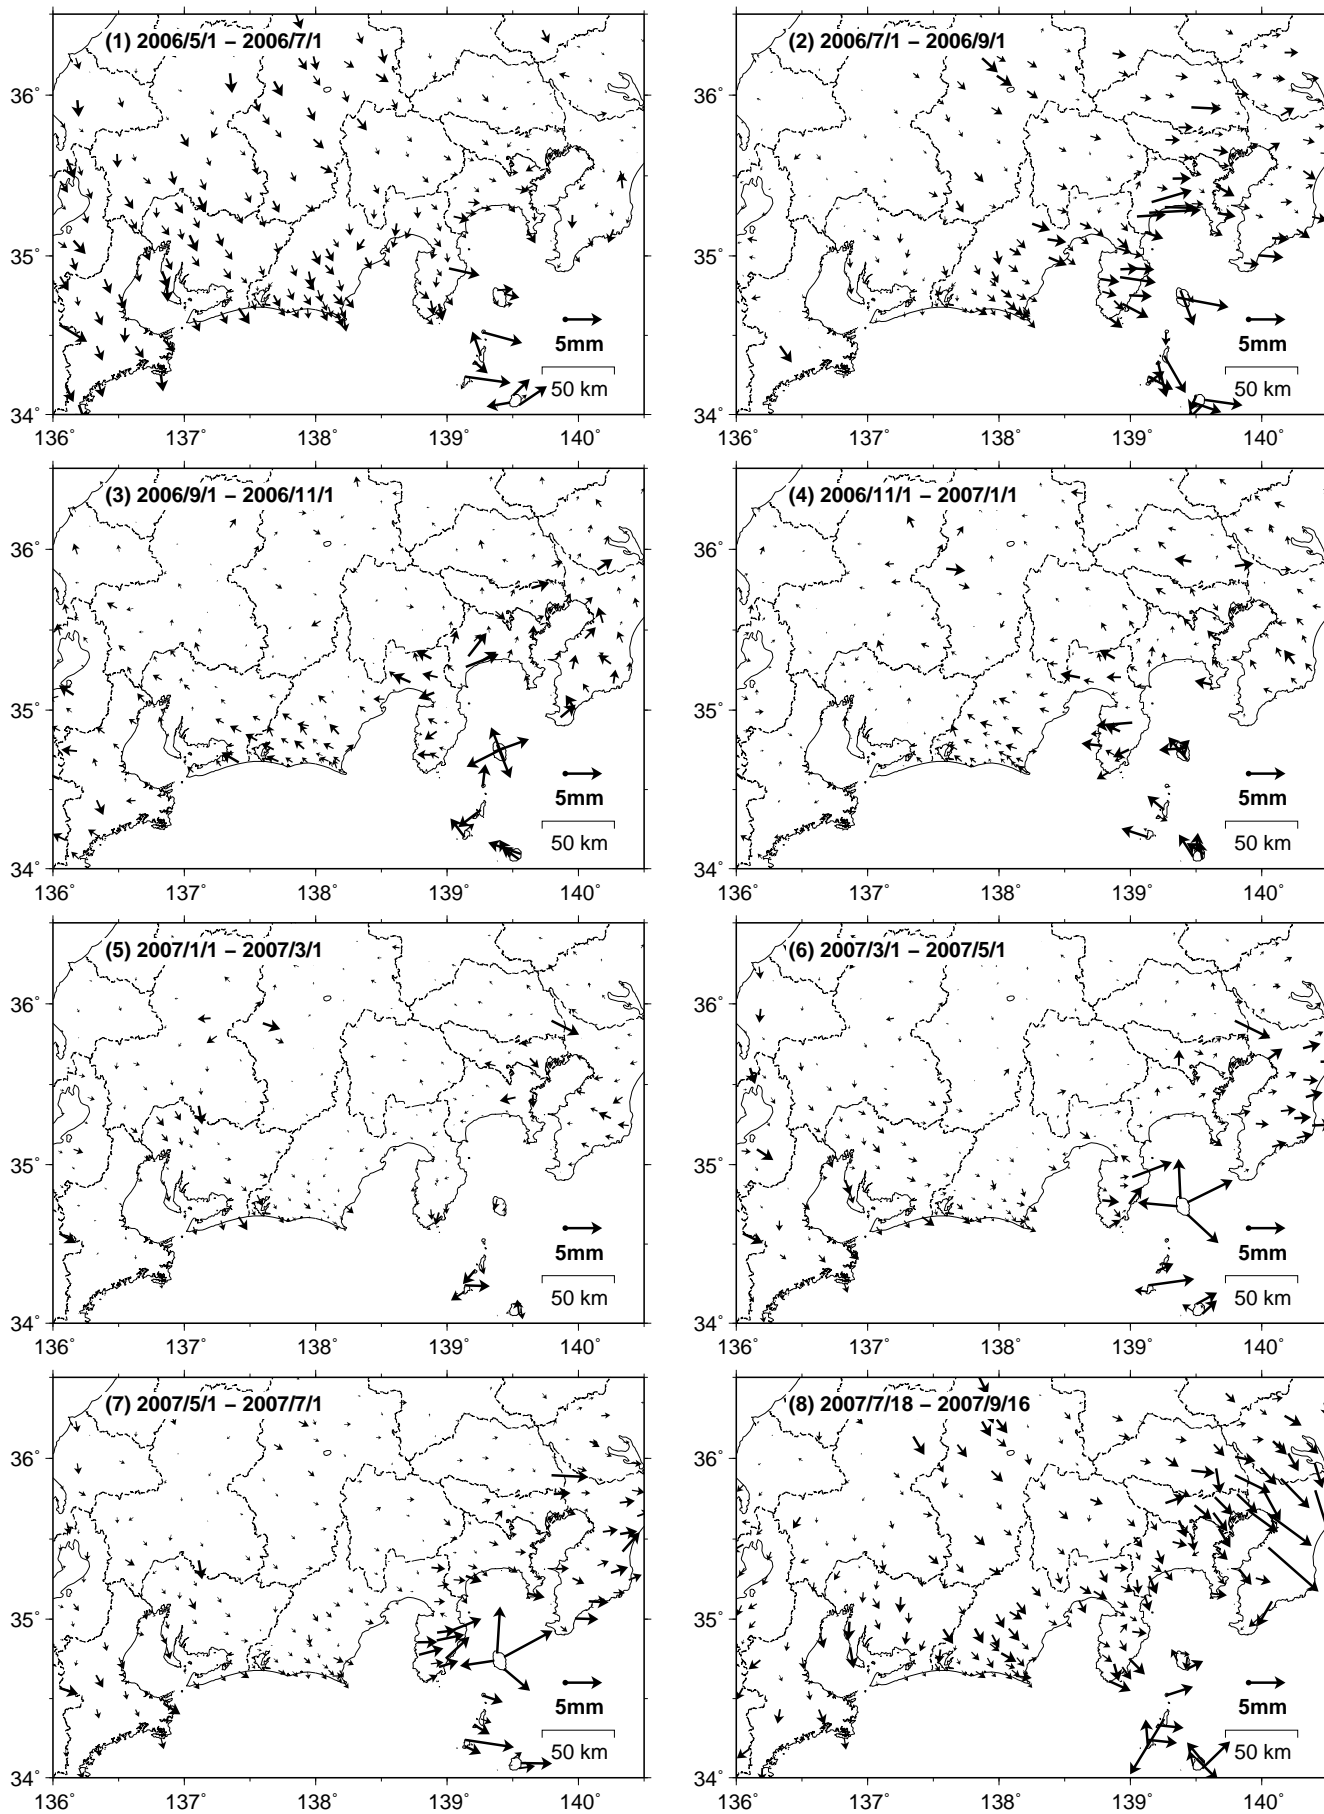 (1) 2006/5/1 – 2006/7/1
36˚
35˚
34˚
5mm
50 km
136˚ 137˚ 138˚ 139˚ 140˚
(2) 2006/7/1 – 2006/9/1
36˚
35˚
34˚
5mm
50 km
136˚ 137˚ 138˚ 139˚ 140˚
(3) 2006/9/1 – 2006/11/1
36˚
35˚
34˚
5mm
50 km
136˚ 137˚ 138˚ 139˚ 140˚
(4) 2006/11/1 – 2007/1/1
36˚
35˚
34˚
5mm
50 km
136˚ 137˚ 138˚ 139˚ 140˚
(5) 2007/1/1 – 2007/3/1
36˚
35˚
34˚
5mm
50 km
136˚ 137˚ 138˚ 139˚ 140˚
(6) 2007/3/1 – 2007/5/1
36˚
35˚
34˚
5mm
50 km
136˚ 137˚ 138˚ 139˚ 140˚
(7) 2007/5/1 – 2007/7/1
36˚
35˚
34˚
5mm
50 km
136˚ 137˚ 138˚ 139˚ 140˚
(8) 2007/7/18 – 2007/9/16
36˚
35˚
34˚
5mm
50 km
136˚ 137˚ 138˚ 139˚ 140˚